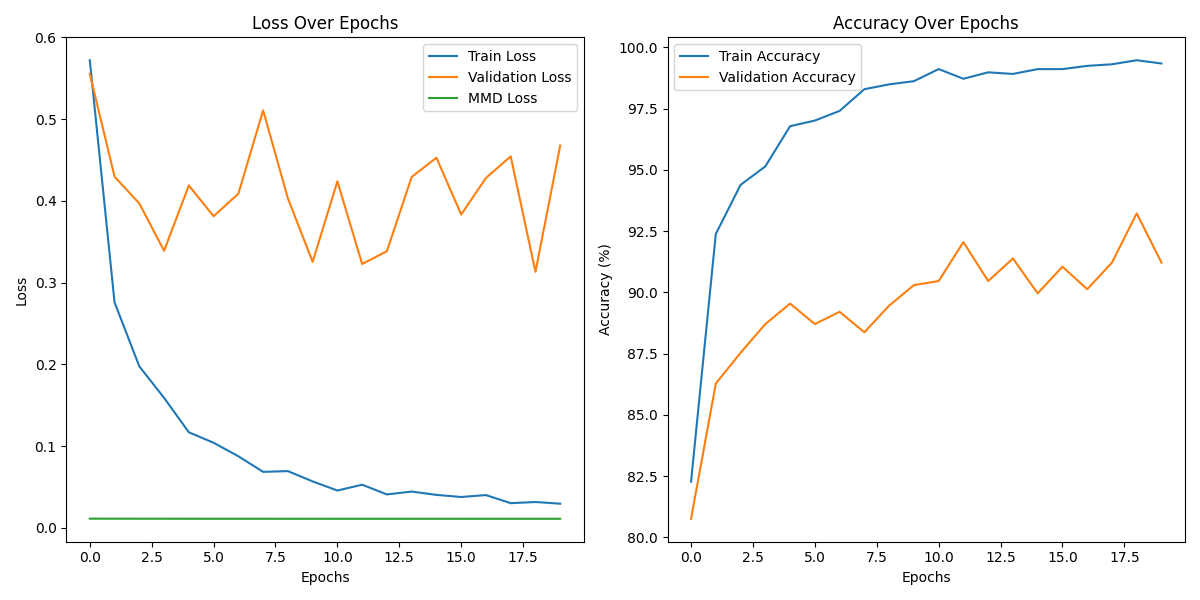 Loss Over Epochs
Train Loss
Validation Loss
MMD Loss
0.6
0.5
0.4
0.3
0.2
0.1
0.0
Loss
0.0 2.5 5.0 7.5 10.0 12.5 15.0 17.5
Epochs
Accuracy Over Epochs
Train Accuracy
Validation Accuracy
100.0
97.5
95.0
92.5
90.0
87.5
85.0
82.5
80.0
Accuracy (%)
0.0 2.5 5.0 7.5 10.0 12.5 15.0 17.5
Epochs